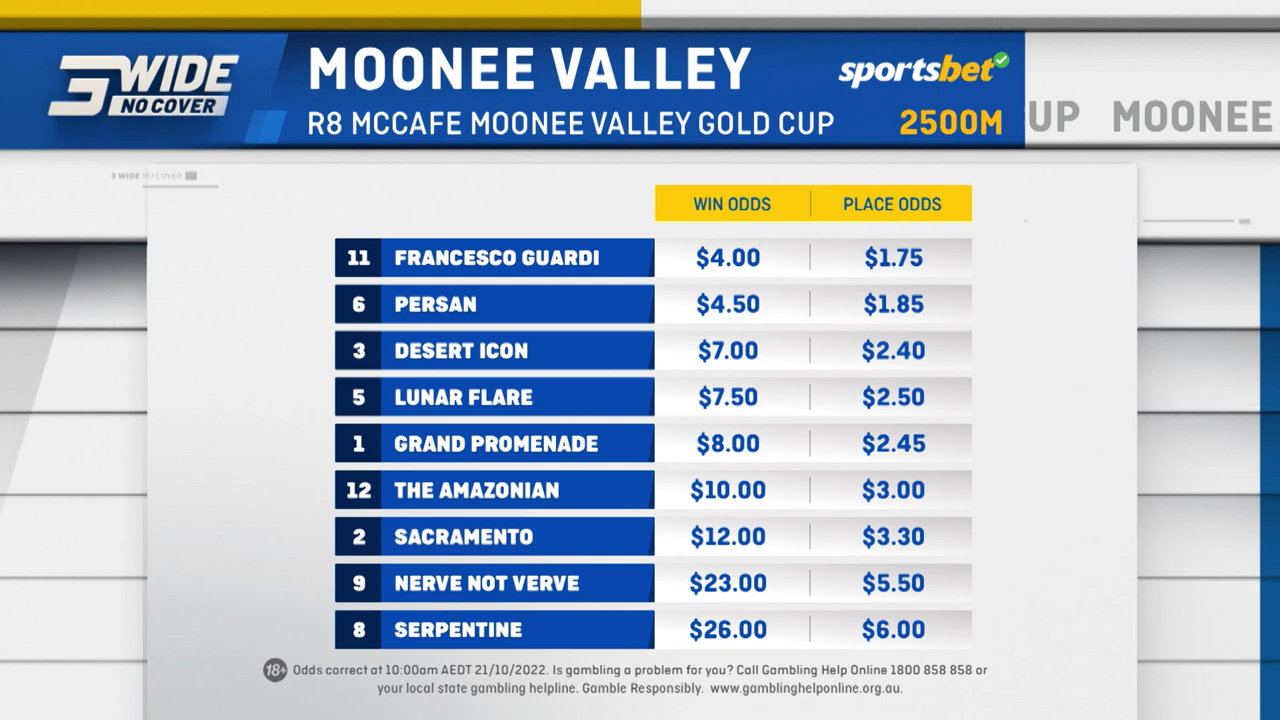 3 WIDE NO COVER
MOONEE VALLEY
sportsbet
R8 MCCAFE MOONEE VALLEY GOLD CUP 2500M
UP MOONEE
3 WIDE NO COVER
WIN ODDS PLACE ODDS
11 FRANCESCO GUARDI $4.00 $1.75
6 PERSAN $4.50 $1.85
3 DESERT ICON $7.00 $2.40
5 LUNAR FLARE $7.50 $2.50
1 GRAND PROMENADE $8.00 $2.45
12 THE AMAZONIAN $10.00 $3.00
2 SACRAMENTO $12.00 $3.30
9 NERVE NOT VERVE $23.00 $5.50
8 SERPENTINE $26.00 $6.00
18+ Odds correct at 10:00am AEDT 21/10/2022. Is gambling a problem for you? Call Gambling Help Online 1800 858 858 or
your local state gambling helpline. Gamble Responsibly. www.gamblinghelponline.org.au.